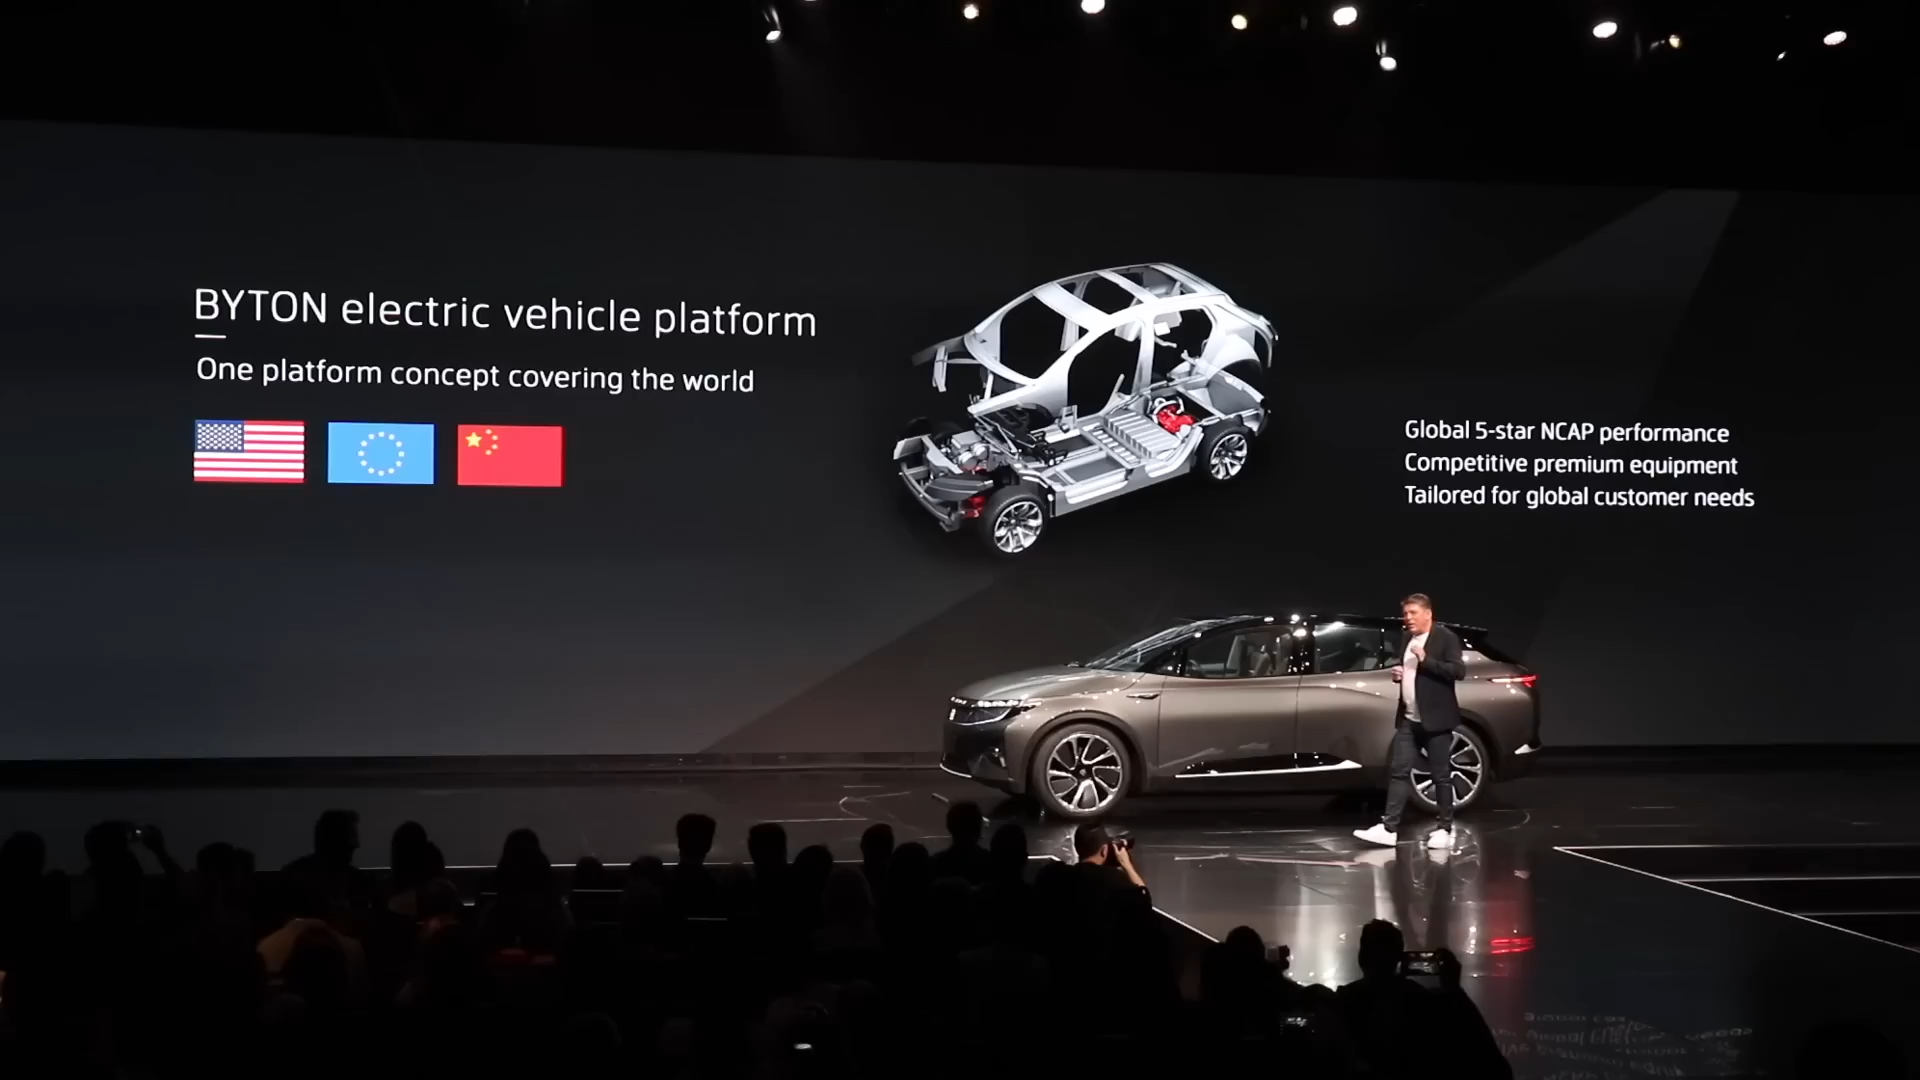 BYTON electric vehicle platform
One platform concept covering the world
Global 5-star NCAP performance
Competitive premium equipment
Tailored for global customer needs